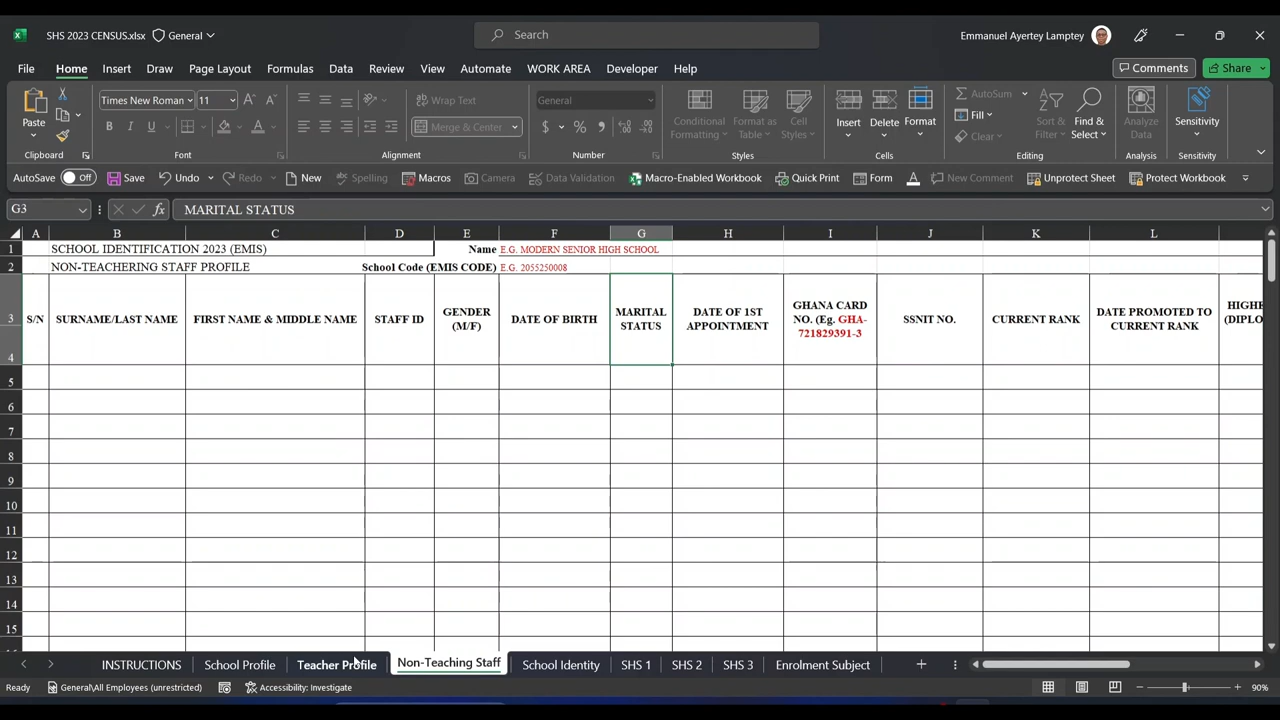 SHS 2023 CENSUS.xlsx General Search Emmanuel Ayertey Lamptey
File Home Insert Draw Page Layout Formulas Data Review View Automate WORK AREA Developer Help Comments Share
Paste
Clipboard
Times New Roman 11
B I U
Font
Wrap Text
Merge & Center
Alignment
General
$ % 9
Number
Conditional Formatting
Format as Table
Cell Styles
Styles
Insert Delete Format
Cells
AutoSum
Fill
Clear
Sort & Filter
Find & Select
Editing
Analyze Data
Analysis
Sensitivity
Sensitivity
AutoSave Off Save Undo Redo New Spelling Macros Camera Data Validation Macro-Enabled Workbook Quick Print Form A New Comment Unprotect Sheet Protect Workbook
G3 fx MARITAL STATUS
A B C D E F G H I J K L
1 SCHOOL IDENTIFICATION 2023 (EMIS) Name E.G. MODERN SENIOR HIGH SCHOOL
2 NON-TEACHERING STAFF PROFILE School Code (EMIS CODE) E.G. 2055250008
3
4
S/N
SURNAME/LAST NAME
FIRST NAME & MIDDLE NAME
STAFF ID
GENDER
(M/F)
DATE OF BIRTH
MARITAL
STATUS
DATE OF 1ST
APPOINTMENT
GHANA CARD
NO. (Eg. GHA-
721829391-3
SSNIT NO.
CURRENT RANK
DATE PROMOTED TO
CURRENT RANK
HIGHE
(DIPLO
5
6
7
8
9
10
11
12
13
14
15
INSTRUCTIONS School Profile Teacher Profile Non-Teaching Staff School Identity SHS 1 SHS 2 SHS 3 Enrolment Subject
Ready General\All Employees (unrestricted) Accessibility: Investigate 90%